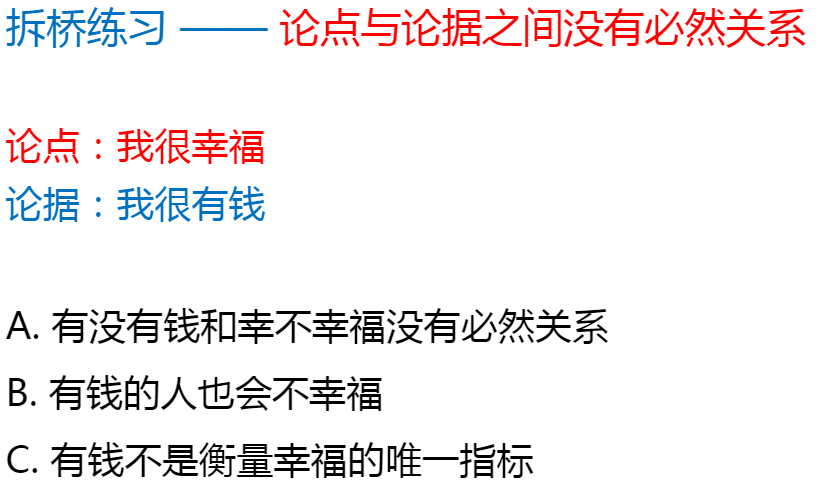 拆桥练习 —— 论点与论据之间没有必然关系
论点：我很幸福
论据：我很有钱
A. 有没有钱和幸不幸福没有必然关系
B. 有钱的人也会不幸福
C. 有钱不是衡量幸福的唯一指标